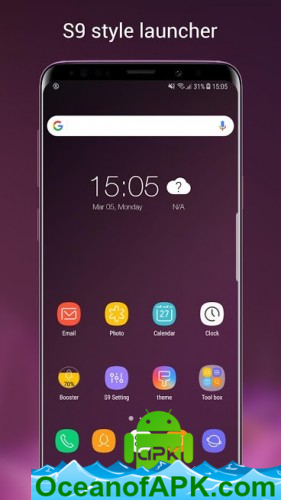 S9 style launcher
31% 15:05
15:05
Mar 05, Monday N/A
Email Photo Calendar Clock
27
70%
Booster S9 Setting theme Tool box
apk
OceanofAPK.com